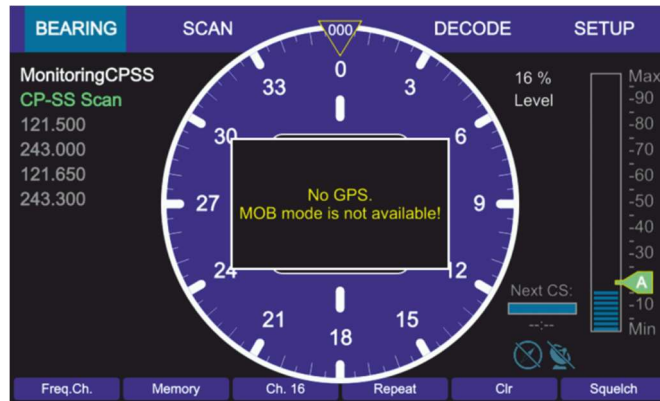 BEARING SCAN 000 DECODE SETUP
MonitoringCPSS
CP-SS Scan
121.500
243.000
121.650
243.300
0
33 3
30 6
27 9
24 12
21 15
18
No GPS.
MOB mode is not available!
16 %
Level
Max
-90
-80
-70
-60
-50
-40
-30
A
-10
Min
Next CS:
--:--
Freq.Ch. Memory Ch. 16 Repeat Clr Squelch